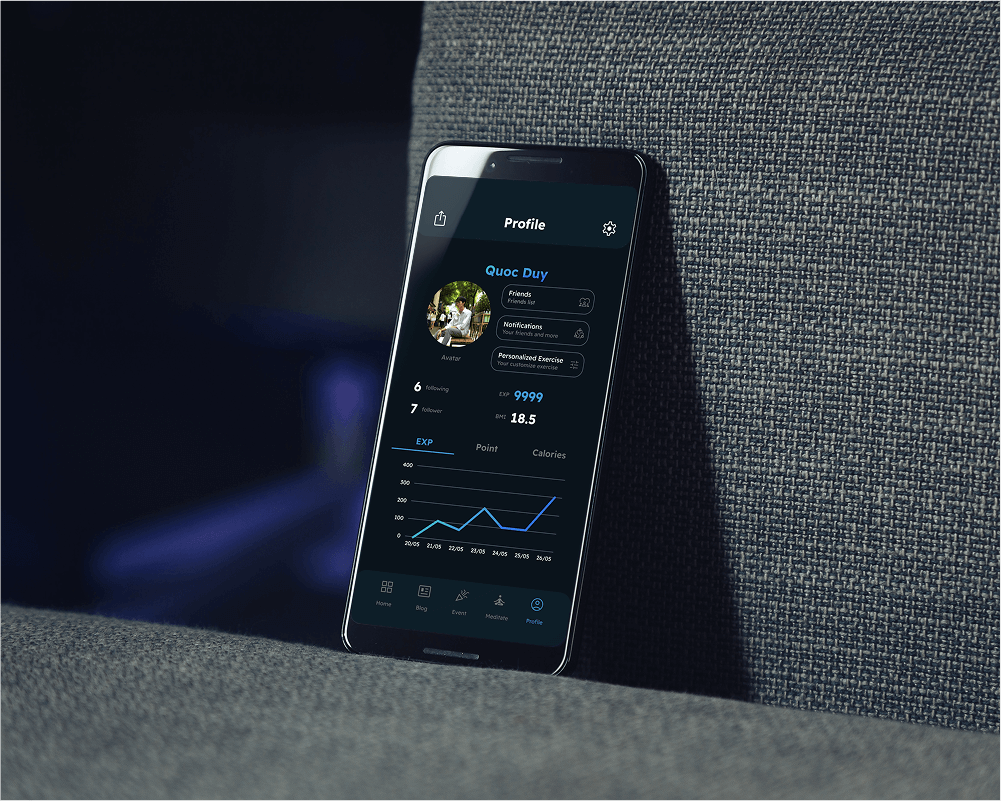 Profile
Quoc Duy
Friends
Friends list
Notifications
Your friends and more
Personalized Exercise
Your customize exercise
Avatar
6 following
EXP 9999
7 follower
BMI 18.5
EXP Point Calories
400
300
200
100
0
20/05 21/05 22/05 23/05 24/05 25/05 26/05
Home Blog Event Meditate Profile